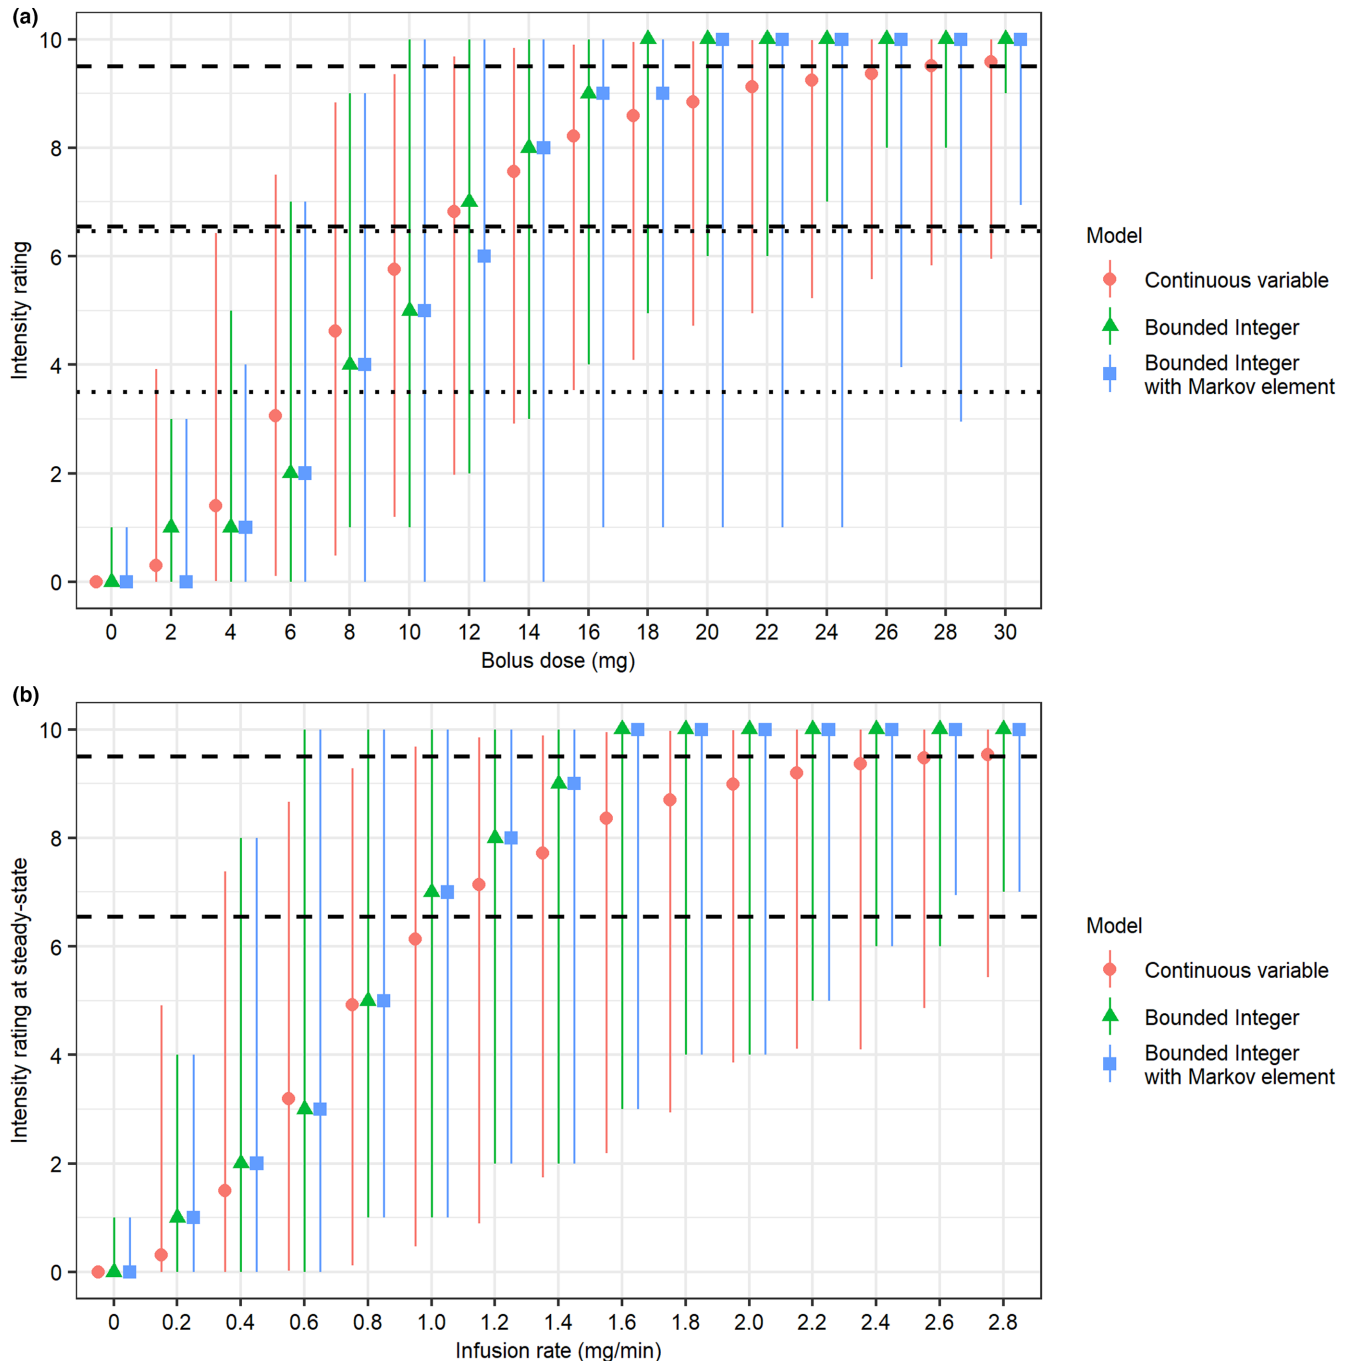 (a)
Intensity rating
10
8
6
4
2
0
0 2 4 6 8 10 12 14 16 18 20 22 24 26 28 30
Bolus dose (mg)
Model
Continuous variable
Bounded Integer
Bounded Integer
with Markov element
(b)
Intensity rating at steady-state
10
8
6
4
2
0
0 0.2 0.4 0.6 0.8 1.0 1.2 1.4 1.6 1.8 2.0 2.2 2.4 2.6 2.8
Infusion rate (mg/min)
Model
Continuous variable
Bounded Integer
Bounded Integer
with Markov element